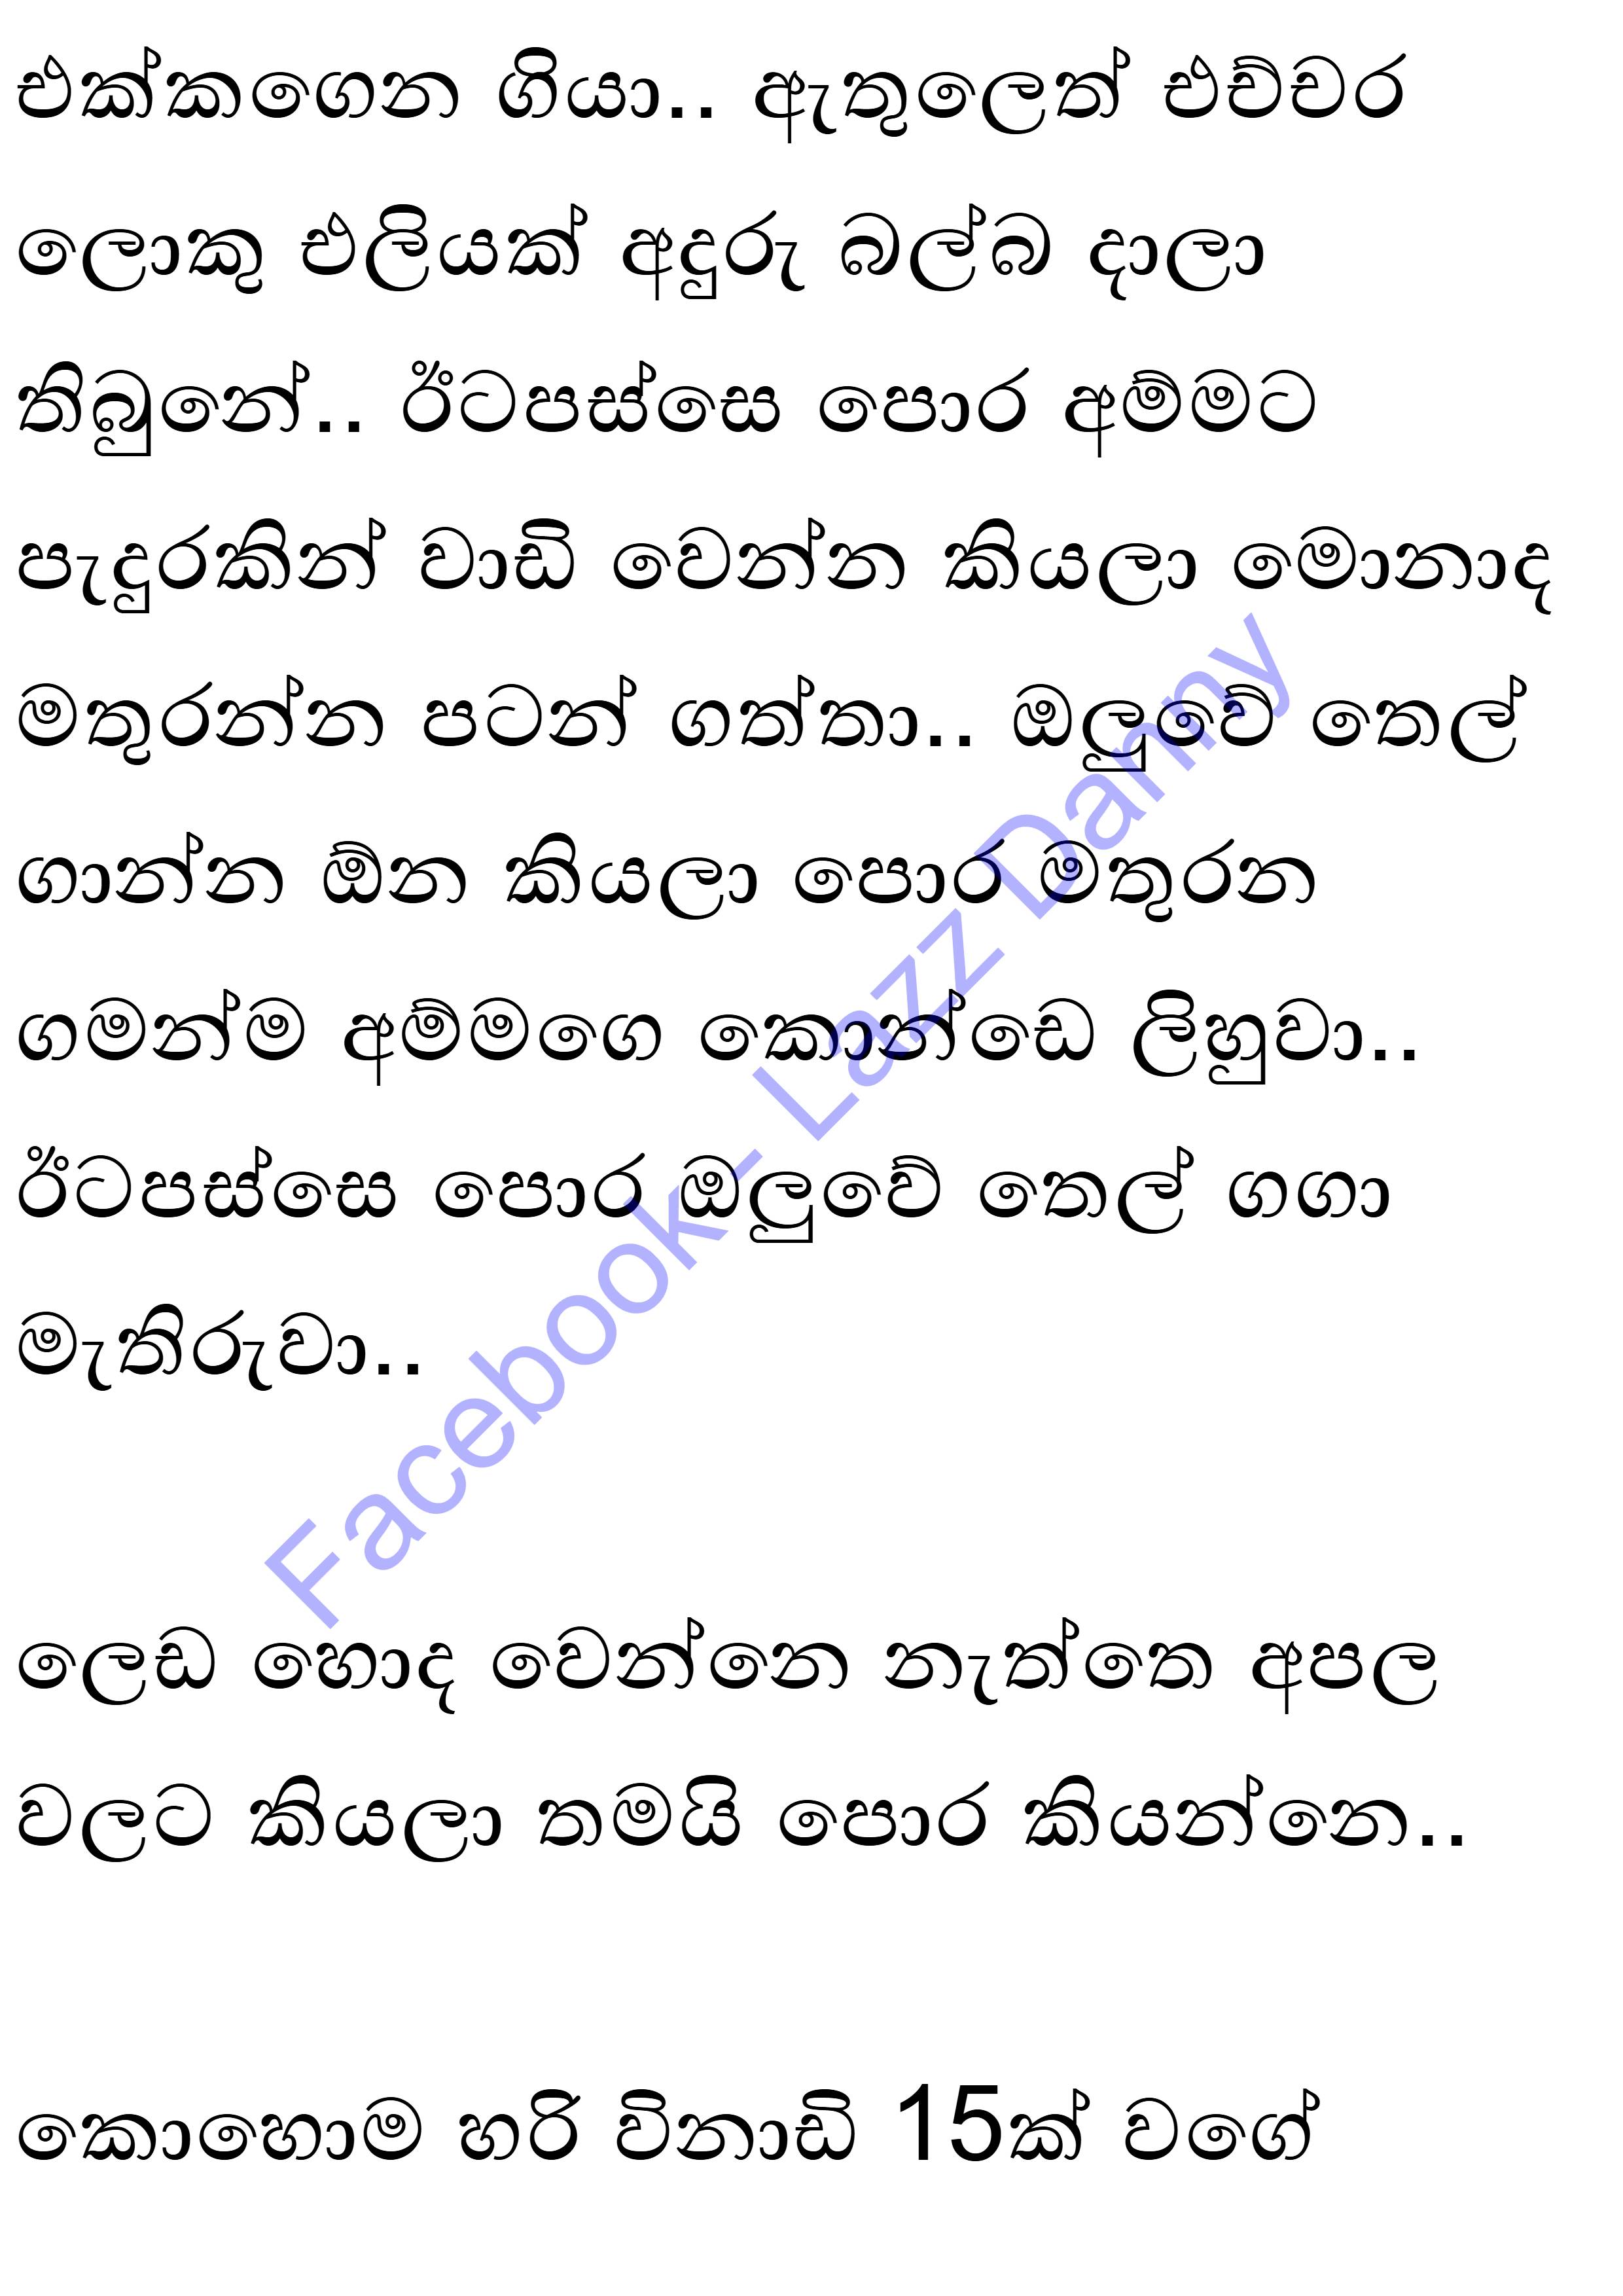 එක්කගෙන ගියා.. ඇතුලෙත් එච්චර
ලොකු එලියක් අඳුරු බල්බ දාලා
තිබුනේ.. ඊටපස්සෙ පොර අම්මට
පැදුරකින් වාඩි වෙන්න කියලා මොනාද
මතුරන්න පටන් ගත්තා.. ඔලුවේ තෙල්
ගාන්න ඕන කියලා පොර මතුරන
ගමන්ම අම්මගෙ කොන්ඩෙ ලිහුවා..
ඊටපස්සෙ පොර ඔලුවේ තෙල් ගගා
මැතිරුවා..
ලෙඩ හොද වෙන්නෙ නැත්තෙ අපල
වලට කියලා තමයි පොර කියන්නෙ..
කොහොම හරි විනාඩි 15ක් වගේ
Facebook - Lazz Danny